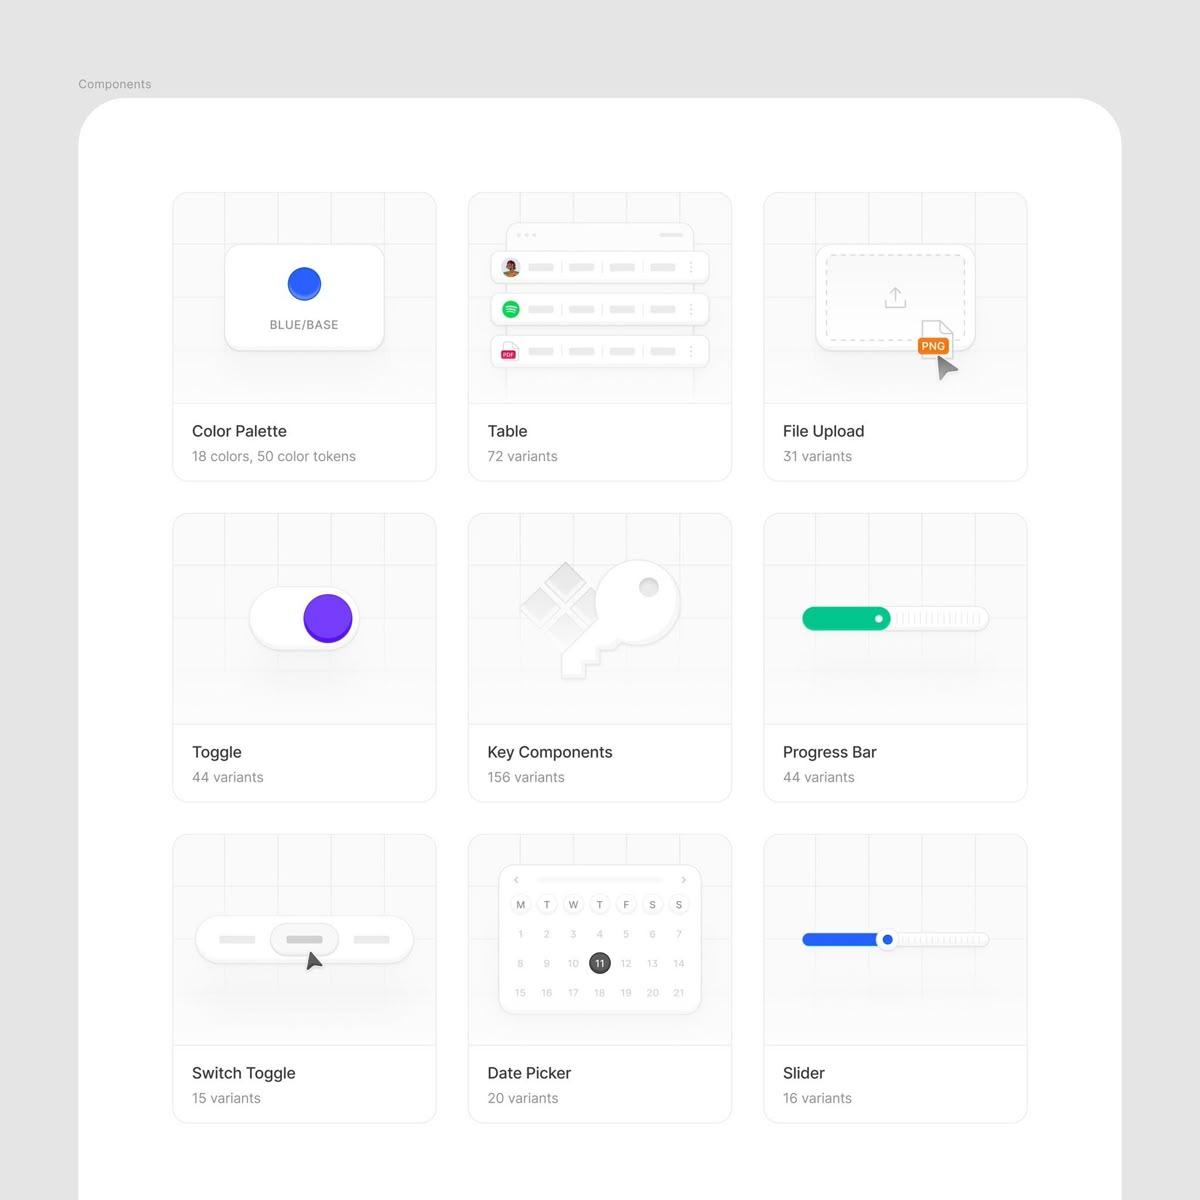 Components
BLUE/BASE
Color Palette
18 colors, 50 color tokens
PDF
Table
72 variants
PNG
File Upload
31 variants
Toggle
44 variants
Key Components
156 variants
Progress Bar
44 variants
Switch Toggle
15 variants
M T W T F S S
1 2 3 4 5 6 7
8 9 10 11 12 13 14
15 16 17 18 19 20 21
Date Picker
20 variants
Slider
16 variants